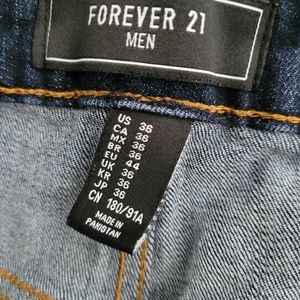 FOREVER 21
MEN
US 36
CA 36
MX 36
BR 36
EU 44
UK 36
KR 36
JP 36
CN 180/91A
MADE IN
PAKISTAN